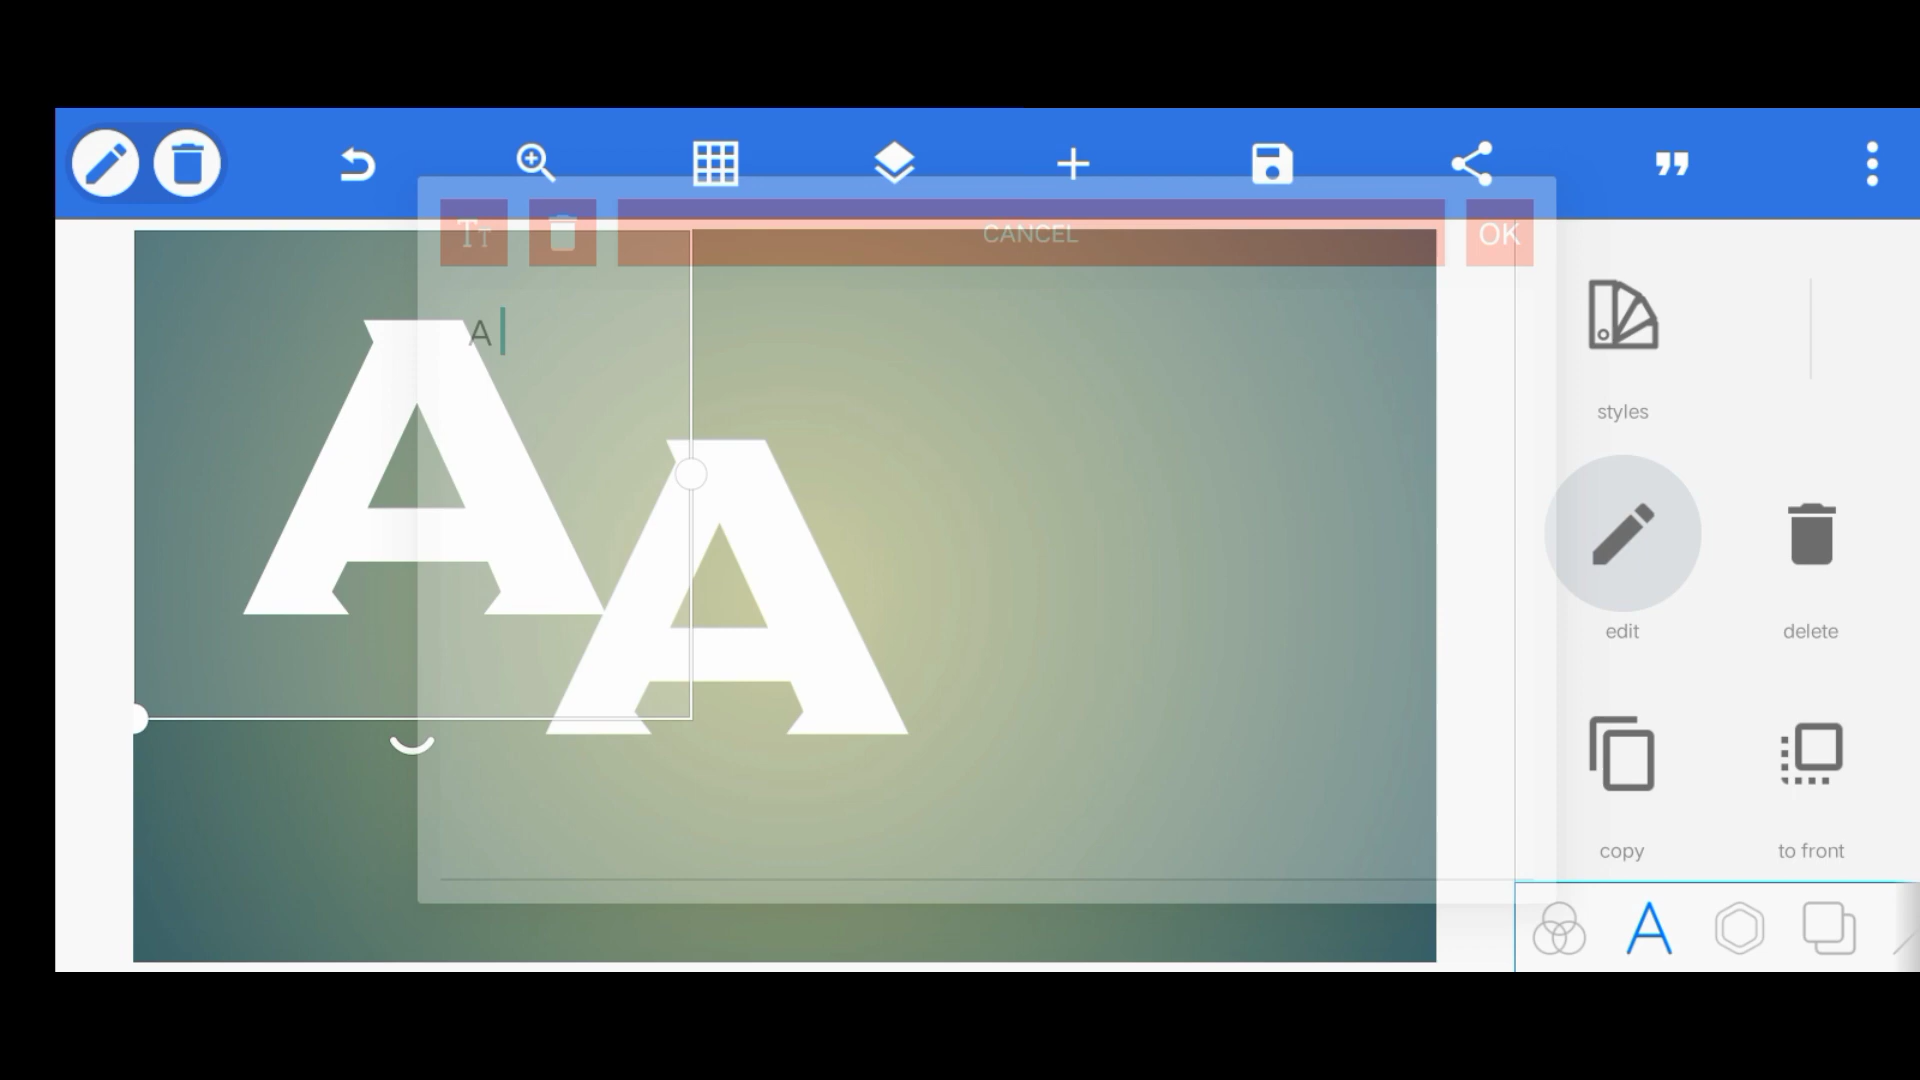 Tт CANCEL OK
A
A
A
styles
edit delete
copy to front
A